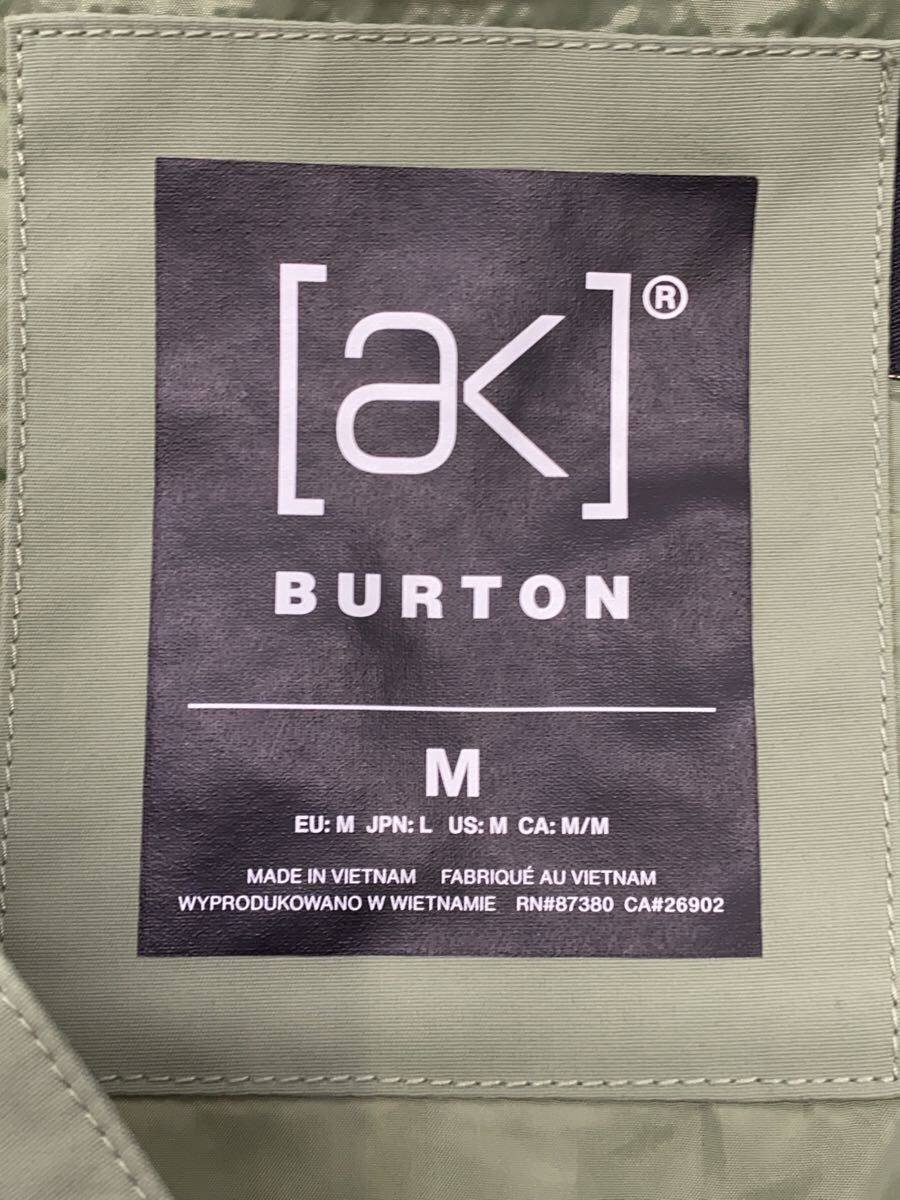 [ak]®
BURTON
M
EU: M JPN: L US: M CA: M/M
MADE IN VIETNAM FABRIQUÉ AU VIETNAM
WYPRODUKOWANO W WIETNAMIE RN#87380 CA#26902